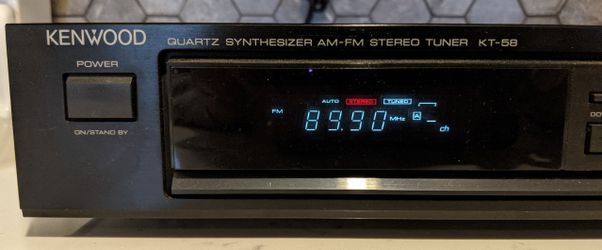 KENWOOD QUARTZ SYNTHESIZER AM-FM STEREO TUNER KT-58
POWER
ON/STAND BY
AUTO STEREO TUNED
FM 89.90 MHz A - ch
DO